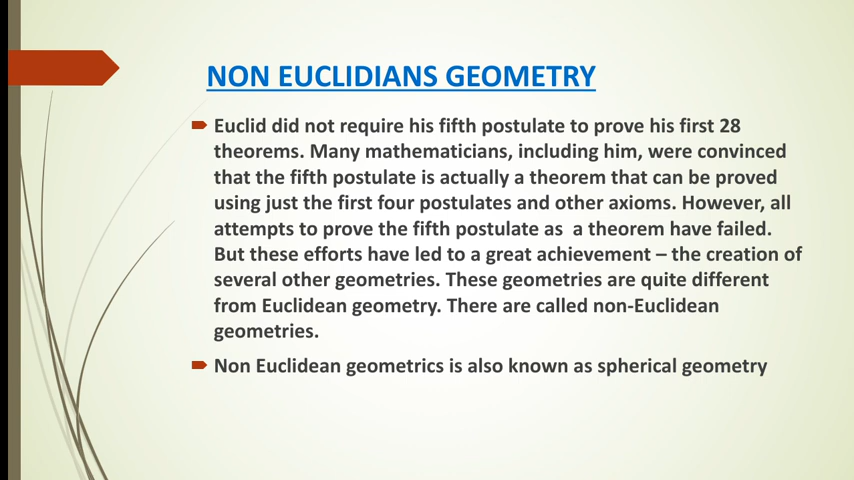 NON EUCLIDIANS GEOMETRY
Euclid did not require his fifth postulate to prove his first 28
theorems. Many mathematicians, including him, were convinced
that the fifth postulate is actually a theorem that can be proved
using just the first four postulates and other axioms. However, all
attempts to prove the fifth postulate as a theorem have failed.
But these efforts have led to a great achievement – the creation of
several other geometries. These geometries are quite different
from Euclidean geometry. There are called non-Euclidean
geometries.
Non Euclidean geometrics is also known as spherical geometry